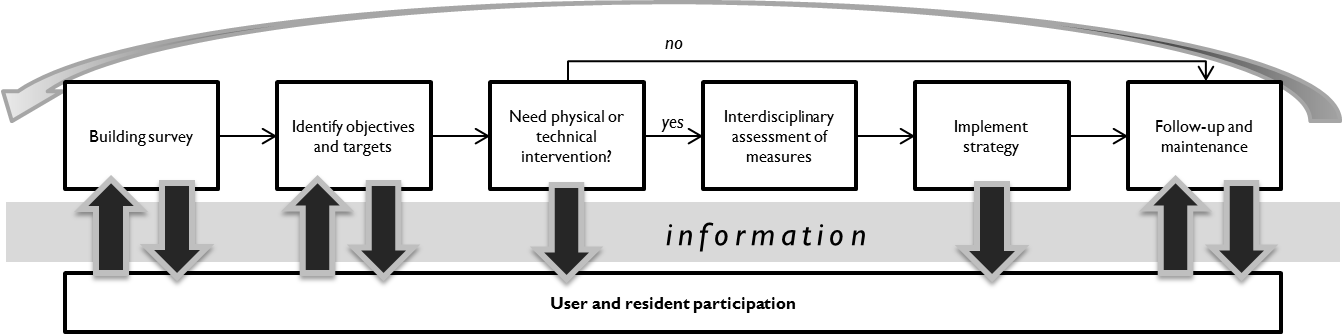 no
Building survey
Identify objectives
and targets
Need physical or
technical
intervention?
yes
Interdisciplinary
assessment of
measures
Implement
strategy
Follow-up and
maintenance
information
User and resident participation